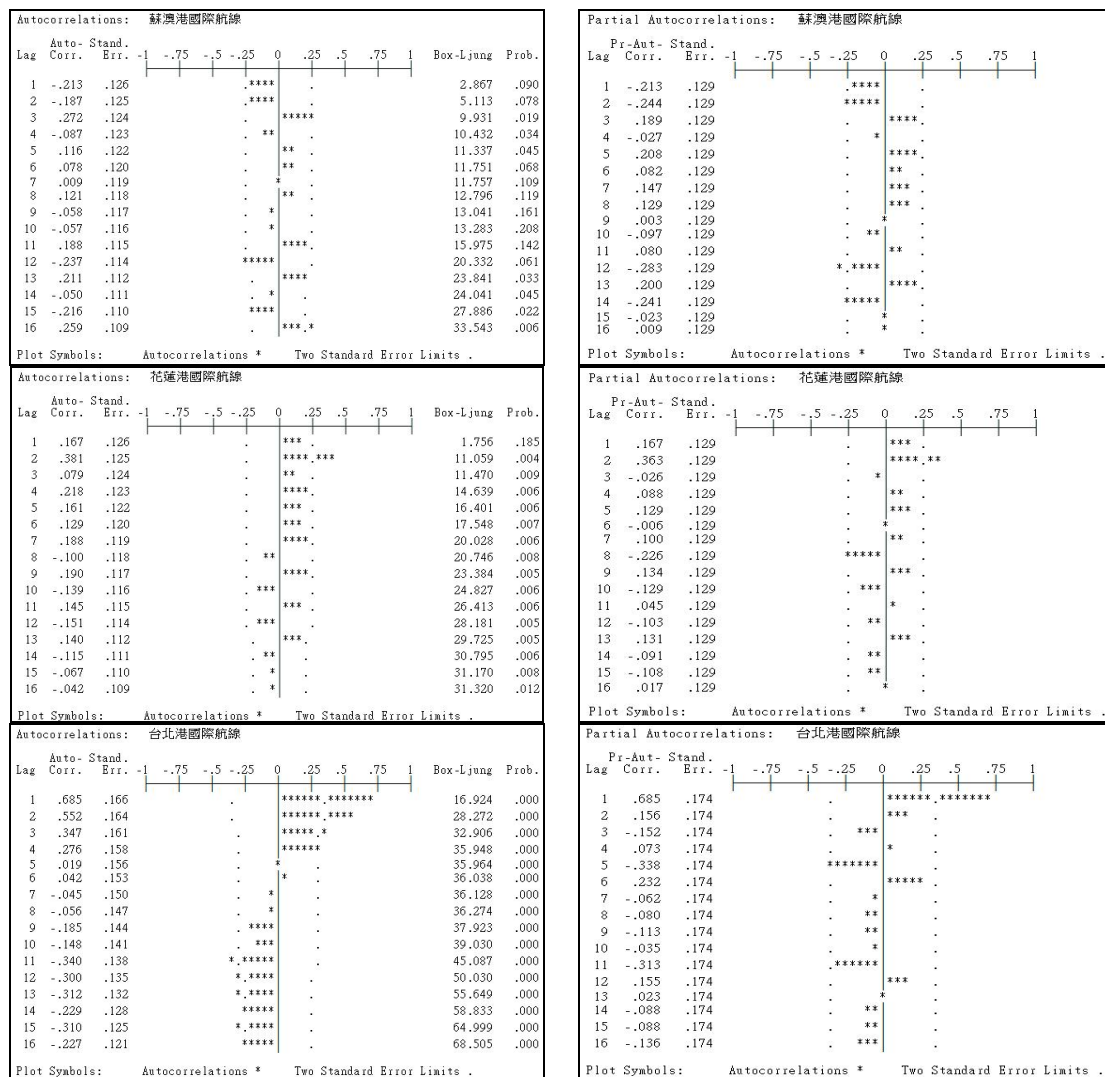 Autocorrelations: 蘇澳港國際航線
Auto- Stand.
Lag Corr. Err. -1 -.75 -.5 -.25 0 .25 .5 .75 1 Box-Ljung Prob.
1 -.213 .126 .**** . 2.867 .090
2 -.187 .125 .**** . 5.113 .078
3 .272 .124 . ***** 9.931 .019
4 -.087 .123 . ** . 10.432 .034
5 .116 .122 . ** . 11.337 .045
6 .078 .120 . ** . 11.751 .068
7 .009 .119 . * . 11.757 .109
8 .121 .118 . ** . 12.796 .119
9 -.058 .117 . * . 13.041 .161
10 -.057 .116 . * . 13.283 .208
11 .188 .115 . ****. 15.975 .142
12 -.237 .114 ***** . 20.332 .061
13 .211 .112 . **** 23.841 .033
14 -.050 .111 . * . 24.041 .045
15 -.216 .110 **** . 27.886 .022
16 .259 .109 . ***.* 33.543 .006
Plot Symbols: Autocorrelations * Two Standard Error Limits .
Partial Autocorrelations: 蘇澳港國際航線
Pr-Aut- Stand.
Lag Corr. Err. -1 -.75 -.5 -.25 0 .25 .5 .75 1
1 -.213 .129 .**** .
2 -.244 .129 ***** .
3 .189 .129 . ****.
4 -.027 .129 . * .
5 .208 .129 . ****.
6 .082 .129 . ** .
7 .147 .129 . *** .
8 .129 .129 . *** .
9 .003 .129 . * .
10 -.097 .129 . ** .
11 .080 .129 . ** .
12 -.283 .129 *.**** .
13 .200 .129 . ****.
14 -.241 .129 ***** .
15 -.023 .129 . * .
16 .009 .129 . * .
Plot Symbols: Autocorrelations * Two Standard Error Limits .
Autocorrelations: 花蓮港國際航線
Auto- Stand.
Lag Corr. Err. -1 -.75 -.5 -.25 0 .25 .5 .75 1 Box-Ljung Prob.
1 .167 .126 . *** . 1.756 .185
2 .381 .125 . ****.*** 11.059 .004
3 .079 .124 . ** . 11.470 .009
4 .218 .123 . ****. 14.639 .006
5 .161 .122 . *** . 16.401 .006
6 .129 .120 . *** . 17.548 .007
7 .188 .119 . ****. 20.028 .006
8 -.100 .118 . ** . 20.746 .008
9 .190 .117 . ****. 23.384 .005
10 -.139 .116 . *** . 24.827 .006
11 .145 .115 . *** . 26.413 .006
12 -.151 .114 . *** . 28.181 .005
13 .140 .112 . ***. 29.725 .005
14 -.115 .111 . ** . 30.795 .006
15 -.067 .110 . * . 31.170 .008
16 -.042 .109 . * . 31.320 .012
Plot Symbols: Autocorrelations * Two Standard Error Limits .
Partial Autocorrelations: 花蓮港國際航線
Pr-Aut- Stand.
Lag Corr. Err. -1 -.75 -.5 -.25 0 .25 .5 .75 1
1 .167 .129 . *** .
2 .363 .129 . ****.**
3 -.026 .129 . * .
4 .088 .129 . ** .
5 .129 .129 . *** .
6 -.006 .129 . * .
7 .100 .129 . ** .
8 -.226 .129 ***** .
9 .134 .129 . *** .
10 -.129 .129 . *** .
11 .045 .129 . * .
12 -.103 .129 . ** .
13 .131 .129 . *** .
14 -.091 .129 . ** .
15 -.108 .129 . ** .
16 .017 .129 . * .
Plot Symbols: Autocorrelations * Two Standard Error Limits .
Autocorrelations: 台北港國際航線
Auto- Stand.
Lag Corr. Err. -1 -.75 -.5 -.25 0 .25 .5 .75 1 Box-Ljung Prob.
1 .685 .166 . ******.******* 16.924 .000
2 .552 .164 . ******.**** 28.272 .000
3 .347 .161 . *****.* 32.906 .000
4 .276 .158 . ****** 35.948 .000
5 .019 .156 . * . 35.964 .000
6 .042 .153 . * . 36.038 .000
7 -.045 .150 . * . 36.128 .000
8 -.056 .147 . * . 36.274 .000
9 -.185 .144 . **** . 37.923 .000
10 -.148 .141 . *** . 39.030 .000
11 -.340 .138 *.***** . 45.087 .000
12 -.300 .135 *.**** . 50.030 .000
13 -.312 .132 *.**** . 55.649 .000
14 -.229 .128 ***** . 58.833 .000
15 -.310 .125 *.**** . 64.999 .000
16 -.227 .121 ***** . 68.505 .000
Plot Symbols: Autocorrelations * Two Standard Error Limits .
Partial Autocorrelations: 台北港國際航線
Pr-Aut- Stand.
Lag Corr. Err. -1 -.75 -.5 -.25 0 .25 .5 .75 1
1 .685 .174 . ******.*******
2 .156 .174 . *** .
3 -.152 .174 . *** .
4 .073 .174 . * .
5 -.338 .174 ******* .
6 .232 .174 . ***** .
7 -.062 .174 . * .
8 -.080 .174 . ** .
9 -.113 .174 . ** .
10 -.035 .174 . * .
11 -.313 .174 .****** .
12 .155 .174 . *** .
13 .023 .174 . * .
14 -.088 .174 . ** .
15 -.088 .174 . ** .
16 -.136 .174 . *** .
Plot Symbols: Autocorrelations * Two Standard Error Limits .